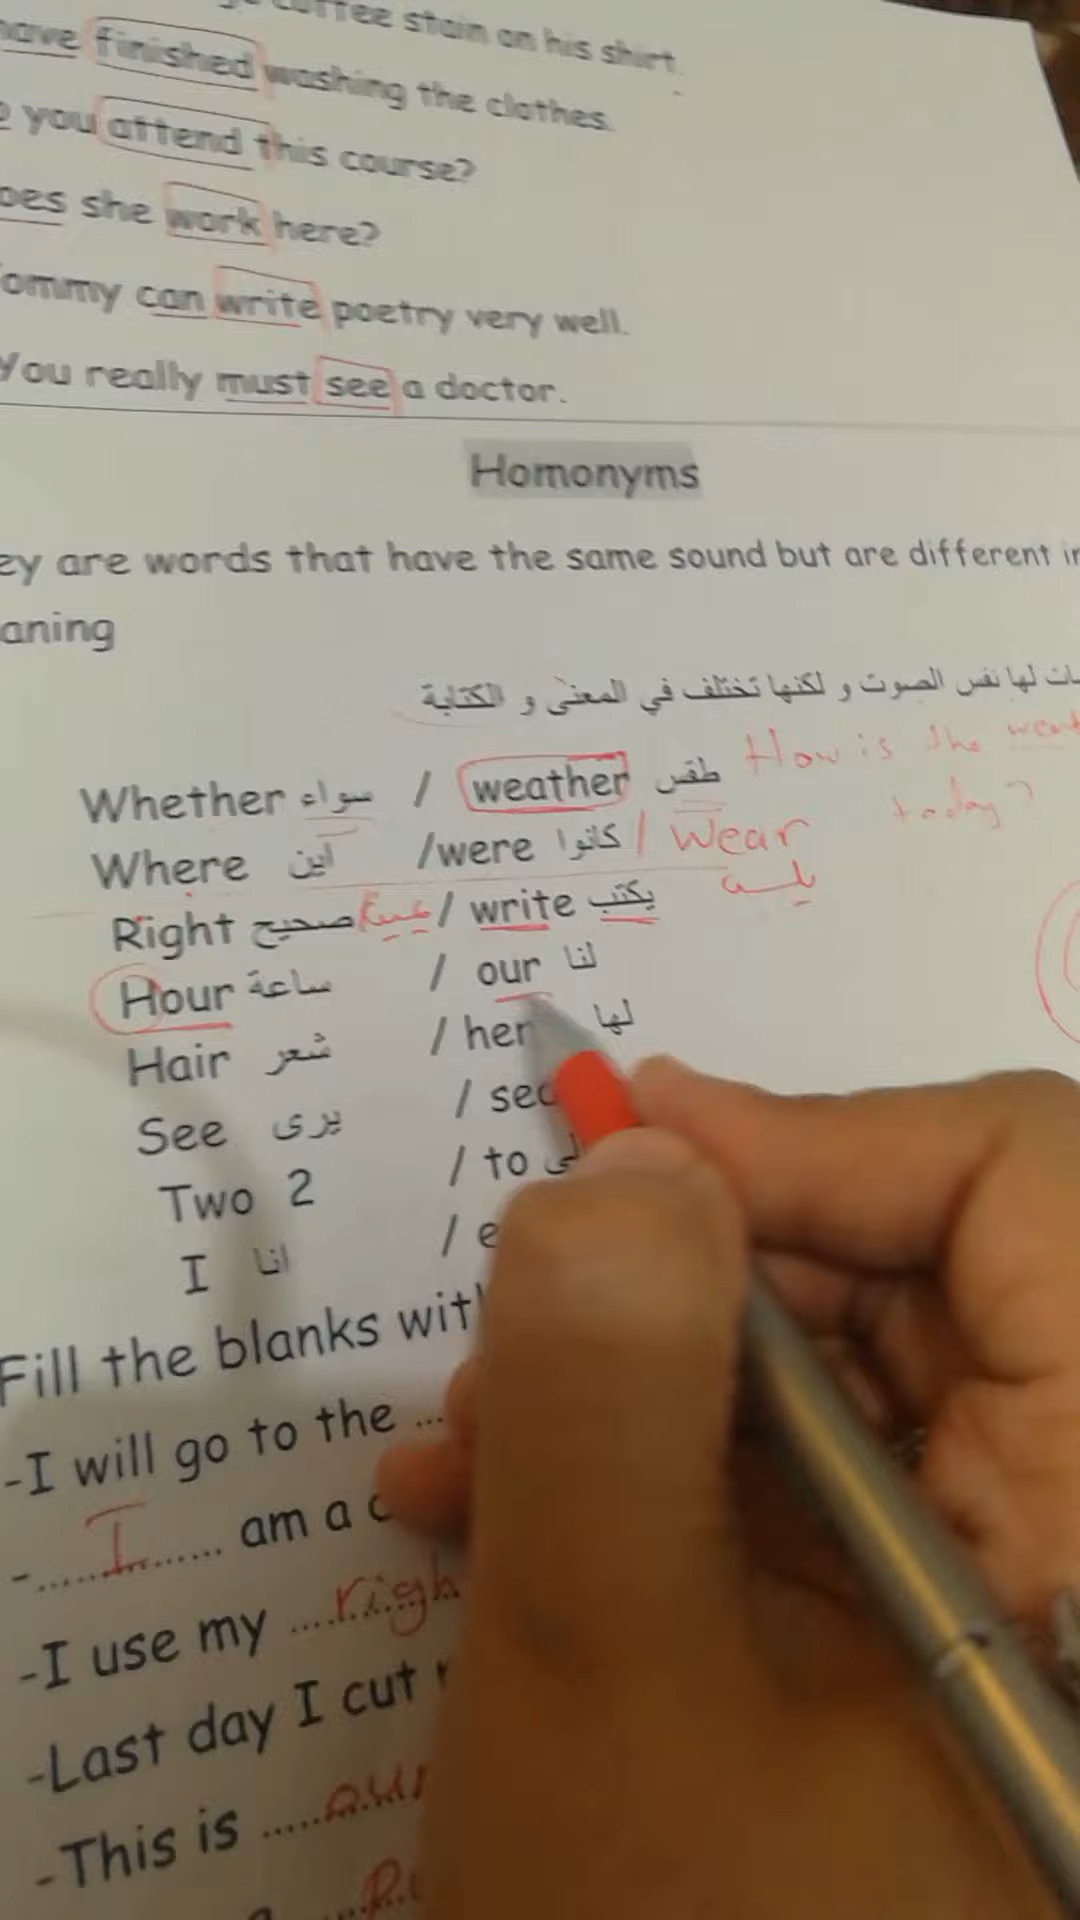 coffee stain on his shirt.
have finished washing the clothes.
you attend this course?
oes she work here?
ommy can write poetry very well.
You really must see a doctor.
Homonyms
ey are words that have the same sound but are different in
aning
ات لها نفس الصوت و لكنها تختلف في المعنى و الكتابة
Whether سواء / weather طقس How is the
today?
Where اين /were كانوا / Wear
Right صحيح / write يكتب
Hour ساعة / our لنا
Hair شعر / her لها
See يرى / sea
Two 2 / to
I انا / e
Fill the blanks with
-I will go to the ...
-....I....... am a
-I use my ....righ
-Last day I cut
-This is .....our